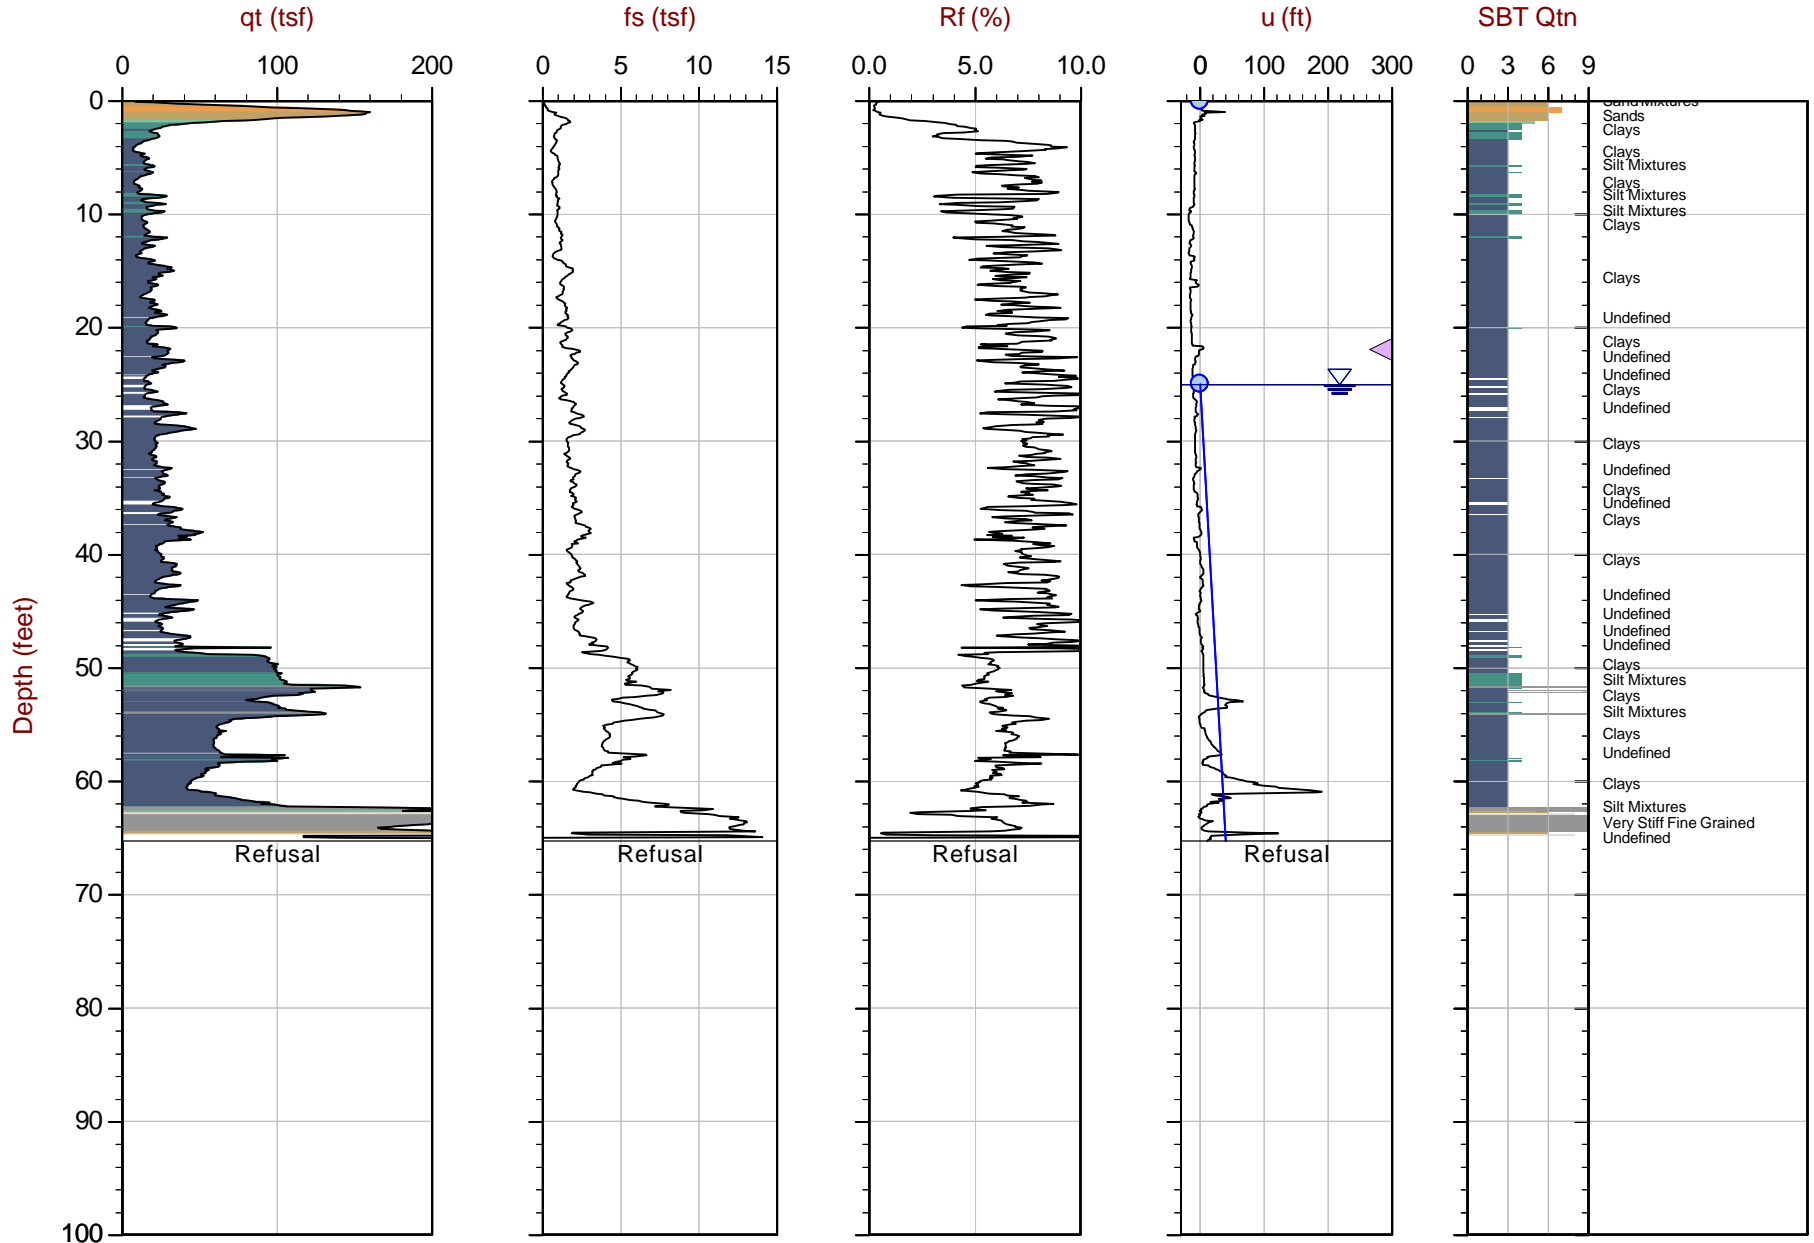 qt (tsf)
fs (tsf)
Rf (%)
u (ft)
SBT Qtn
0 100 200
0 5 10 15
0.0 5.0 10.0
0 100 200 300
0 3 6 9
Depth (feet)
0
10
20
30
40
50
60
70
80
90
100
Sand Mixtures
Sands
Clays
Clays
Silt Mixtures
Clays
Silt Mixtures
Silt Mixtures
Clays
Clays
Undefined
Clays
Undefined
Undefined
Clays
Undefined
Clays
Undefined
Clays
Undefined
Clays
Clays
Undefined
Undefined
Undefined
Undefined
Clays
Silt Mixtures
Clays
Silt Mixtures
Clays
Undefined
Clays
Silt Mixtures
Very Stiff Fine Grained
Undefined
Refusal
Refusal
Refusal
Refusal